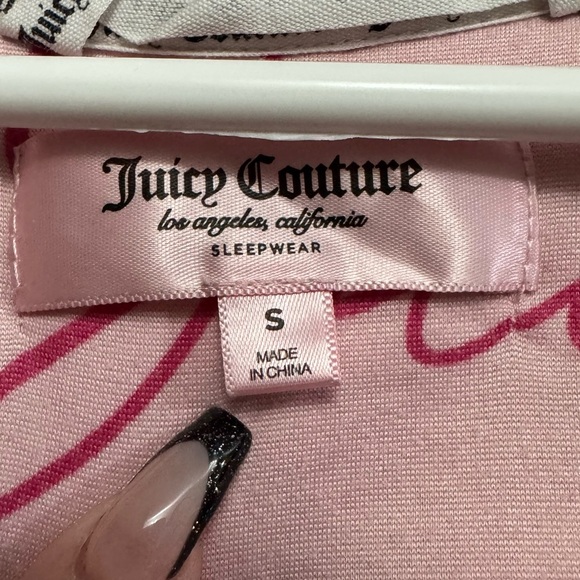 Juicy Couture
los angeles, california
SLEEPWEAR
S
MADE
IN CHINA